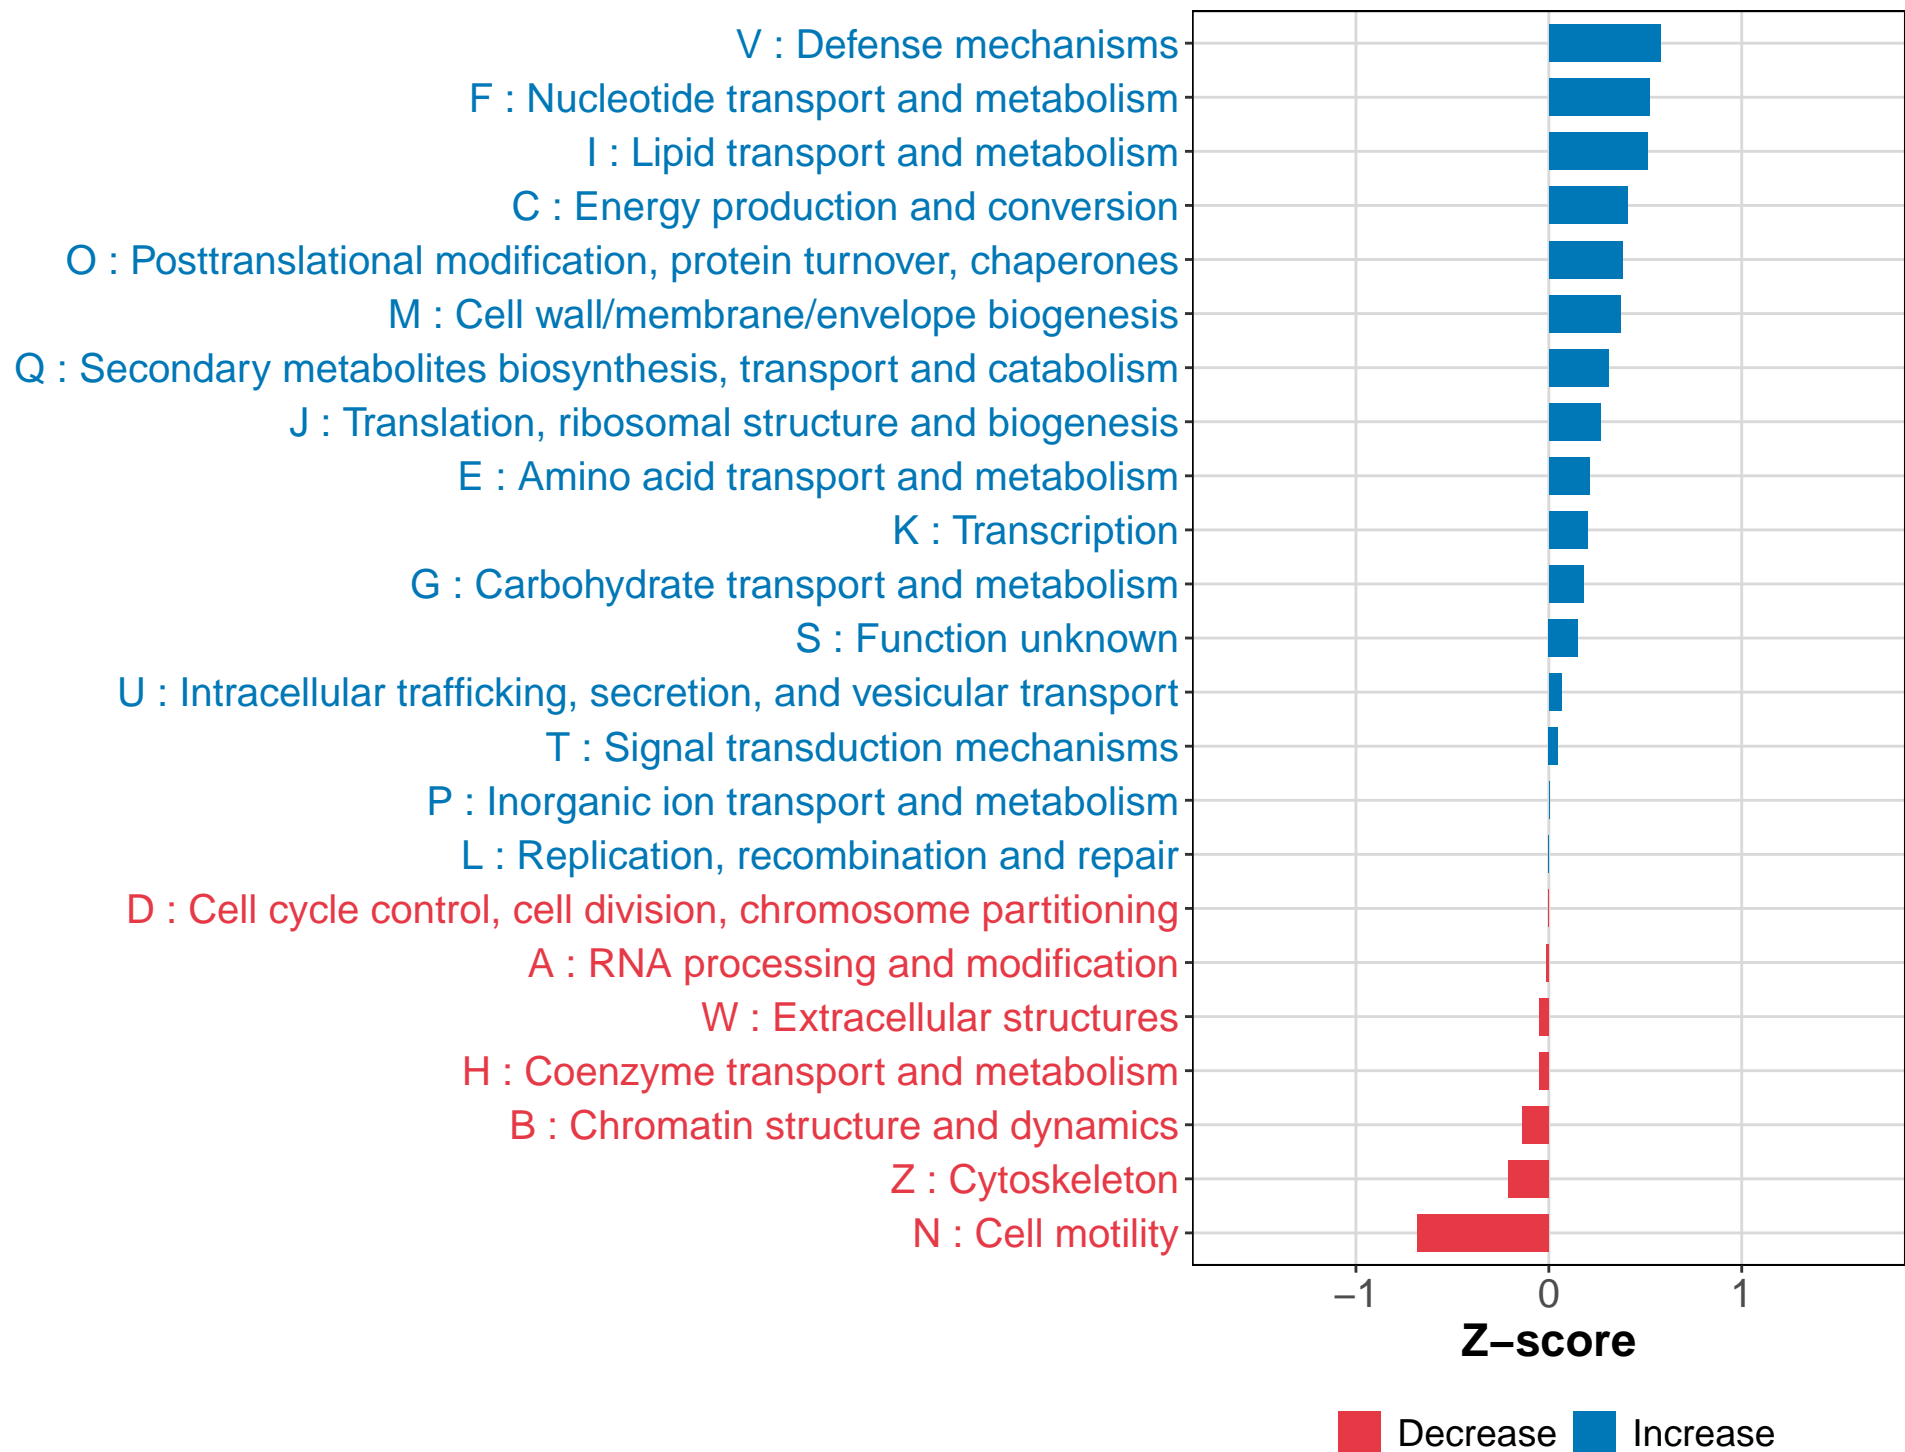 V : Defense mechanisms
F : Nucleotide transport and metabolism
I : Lipid transport and metabolism
C : Energy production and conversion
O : Posttranslational modification, protein turnover, chaperones
M : Cell wall/membrane/envelope biogenesis
Q : Secondary metabolites biosynthesis, transport and catabolism
J : Translation, ribosomal structure and biogenesis
E : Amino acid transport and metabolism
K : Transcription
G : Carbohydrate transport and metabolism
S : Function unknown
U : Intracellular trafficking, secretion, and vesicular transport
T : Signal transduction mechanisms
P : Inorganic ion transport and metabolism
L : Replication, recombination and repair
D : Cell cycle control, cell division, chromosome partitioning
A : RNA processing and modification
W : Extracellular structures
H : Coenzyme transport and metabolism
B : Chromatin structure and dynamics
Z : Cytoskeleton
N : Cell motility
−1 0 1
Z−score
Decrease Increase